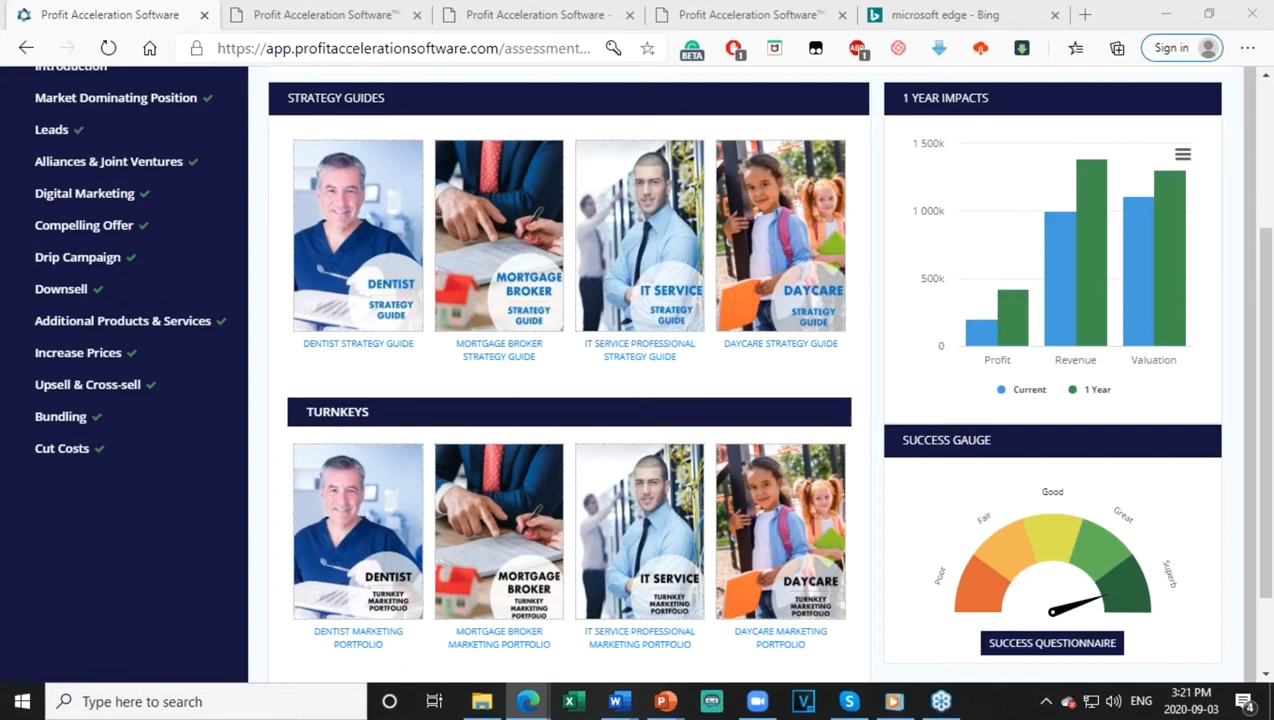 Profit Acceleration Software
Profit Acceleration Software™
Profit Acceleration Software -
Profit Acceleration Software™
microsoft edge - Bing
https://app.profitaccelerationsoftware.com/assessment...
BETA
1
ABP
1
Sign in
Introduction
Market Dominating Position
Leads
Alliances & Joint Ventures
Digital Marketing
Compelling Offer
Drip Campaign
Downsell
Additional Products & Services
Increase Prices
Upsell & Cross-sell
Bundling
Cut Costs
STRATEGY GUIDES
DENTIST
STRATEGY
GUIDE
MORTGAGE
BROKER
STRATEGY
GUIDE
IT SERVICE
STRATEGY
GUIDE
DAYCARE
STRATEGY
GUIDE
DENTIST STRATEGY GUIDE
MORTGAGE BROKER
STRATEGY GUIDE
IT SERVICE PROFESSIONAL
STRATEGY GUIDE
DAYCARE STRATEGY GUIDE
TURNKEYS
DENTIST
TURNKEY
MARKETING
PORTFOLIO
MORTGAGE
BROKER
TURNKEY
MARKETING
PORTFOLIO
IT SERVICE
TURNKEY
MARKETING
PORTFOLIO
DAYCARE
TURNKEY
MARKETING
PORTFOLIO
DENTIST MARKETING
PORTFOLIO
MORTGAGE BROKER
MARKETING PORTFOLIO
IT SERVICE PROFESSIONAL
MARKETING PORTFOLIO
DAYCARE MARKETING
PORTFOLIO
1 YEAR IMPACTS
1 500k
1 000k
500k
0
Profit Revenue Valuation
Current 1 Year
SUCCESS GAUGE
Poor
Fair
Good
Great
Superb
SUCCESS QUESTIONNAIRE
Type here to search
ENG
3:21 PM
2020-09-03
4